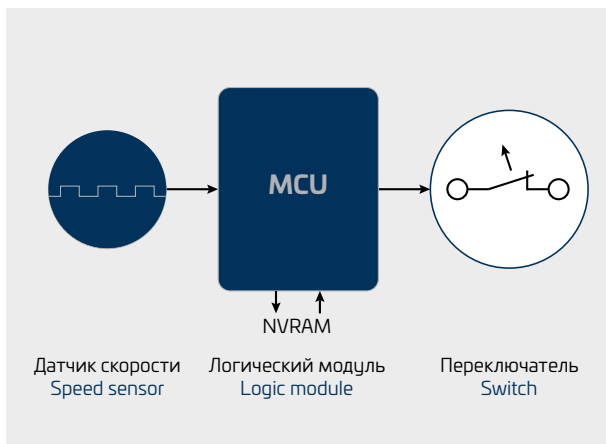 MCU
NVRAM
Датчик скорости
Speed sensor
Логический модуль
Logic module
Переключатель
Switch